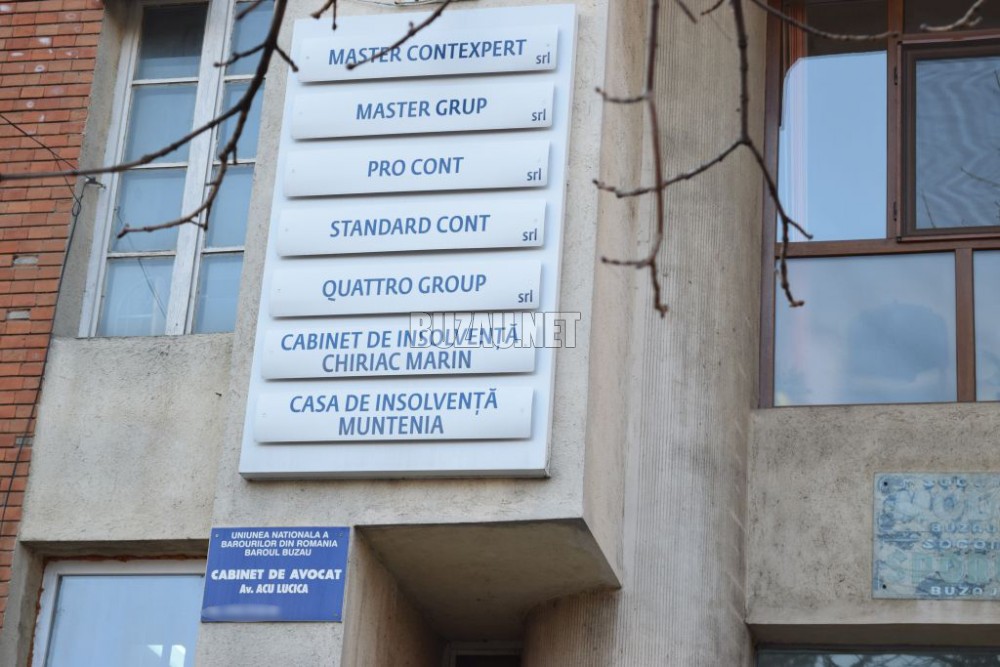 MASTER CONTEXPERT srl
MASTER GRUP srl
PRO CONT srl
STANDARD CONT srl
QUATTRO GROUP srl
BUZAU.NET
CABINET DE INSOLVENȚĂ
CHIRIAC MARIN
CASA DE INSOLVENȚĂ
MUNTENIA
UNIUNEA NATIONALA A
BAROURILOR DIN ROMANIA
BAROUL BUZAU
CABINET DE AVOCAT
Av. ACU LUCICA